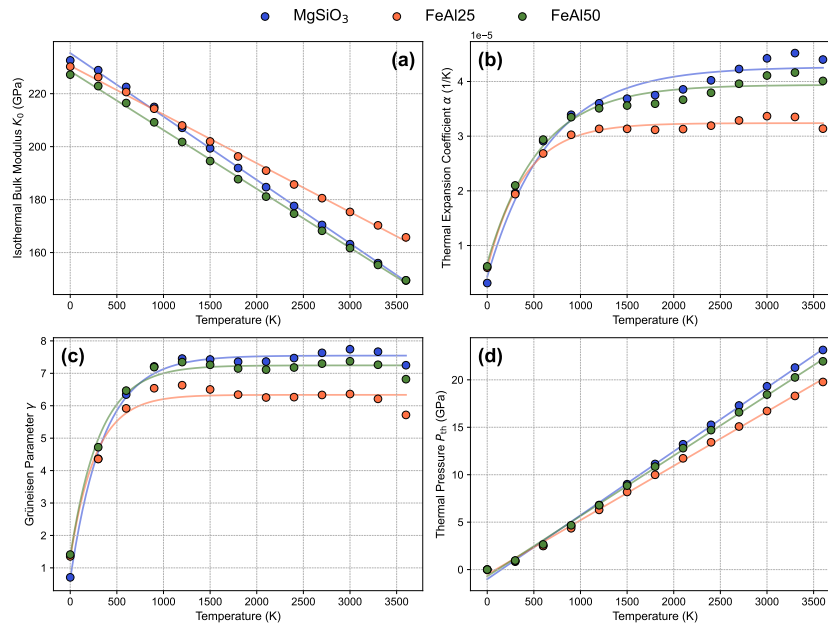 MgSiO₃ FeAl25 FeAl50
(a)
Isothermal Bulk Modulus K₀ (GPa)
220
200
180
160
0 500 1000 1500 2000 2500 3000 3500
Temperature (K)
(b)
1e−5
Thermal Expansion Coefficient α (1/K)
4
3
2
1
0 500 1000 1500 2000 2500 3000 3500
Temperature (K)
(c)
Grüneisen Parameter γ
8
7
6
5
4
3
2
1
0 500 1000 1500 2000 2500 3000 3500
Temperature (K)
(d)
Thermal Pressure Pth (GPa)
20
15
10
5
0
0 500 1000 1500 2000 2500 3000 3500
Temperature (K)